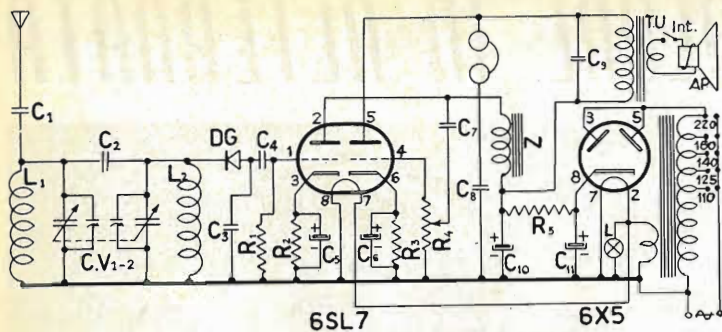 T.U Int.
C₁
C₂
DG
C₄
C₉
AP
L₁
L₂
2
5
1
4
3
6
8
7
C₇
C₈
Z
3
5
8
7
2
220
160
140
125
110
C.V₁-₂
C₃
R₁
R₂
C₅
C₆
R₃
R₄
R₅
C₁₀
C₁₁
L
6SL7
6X5